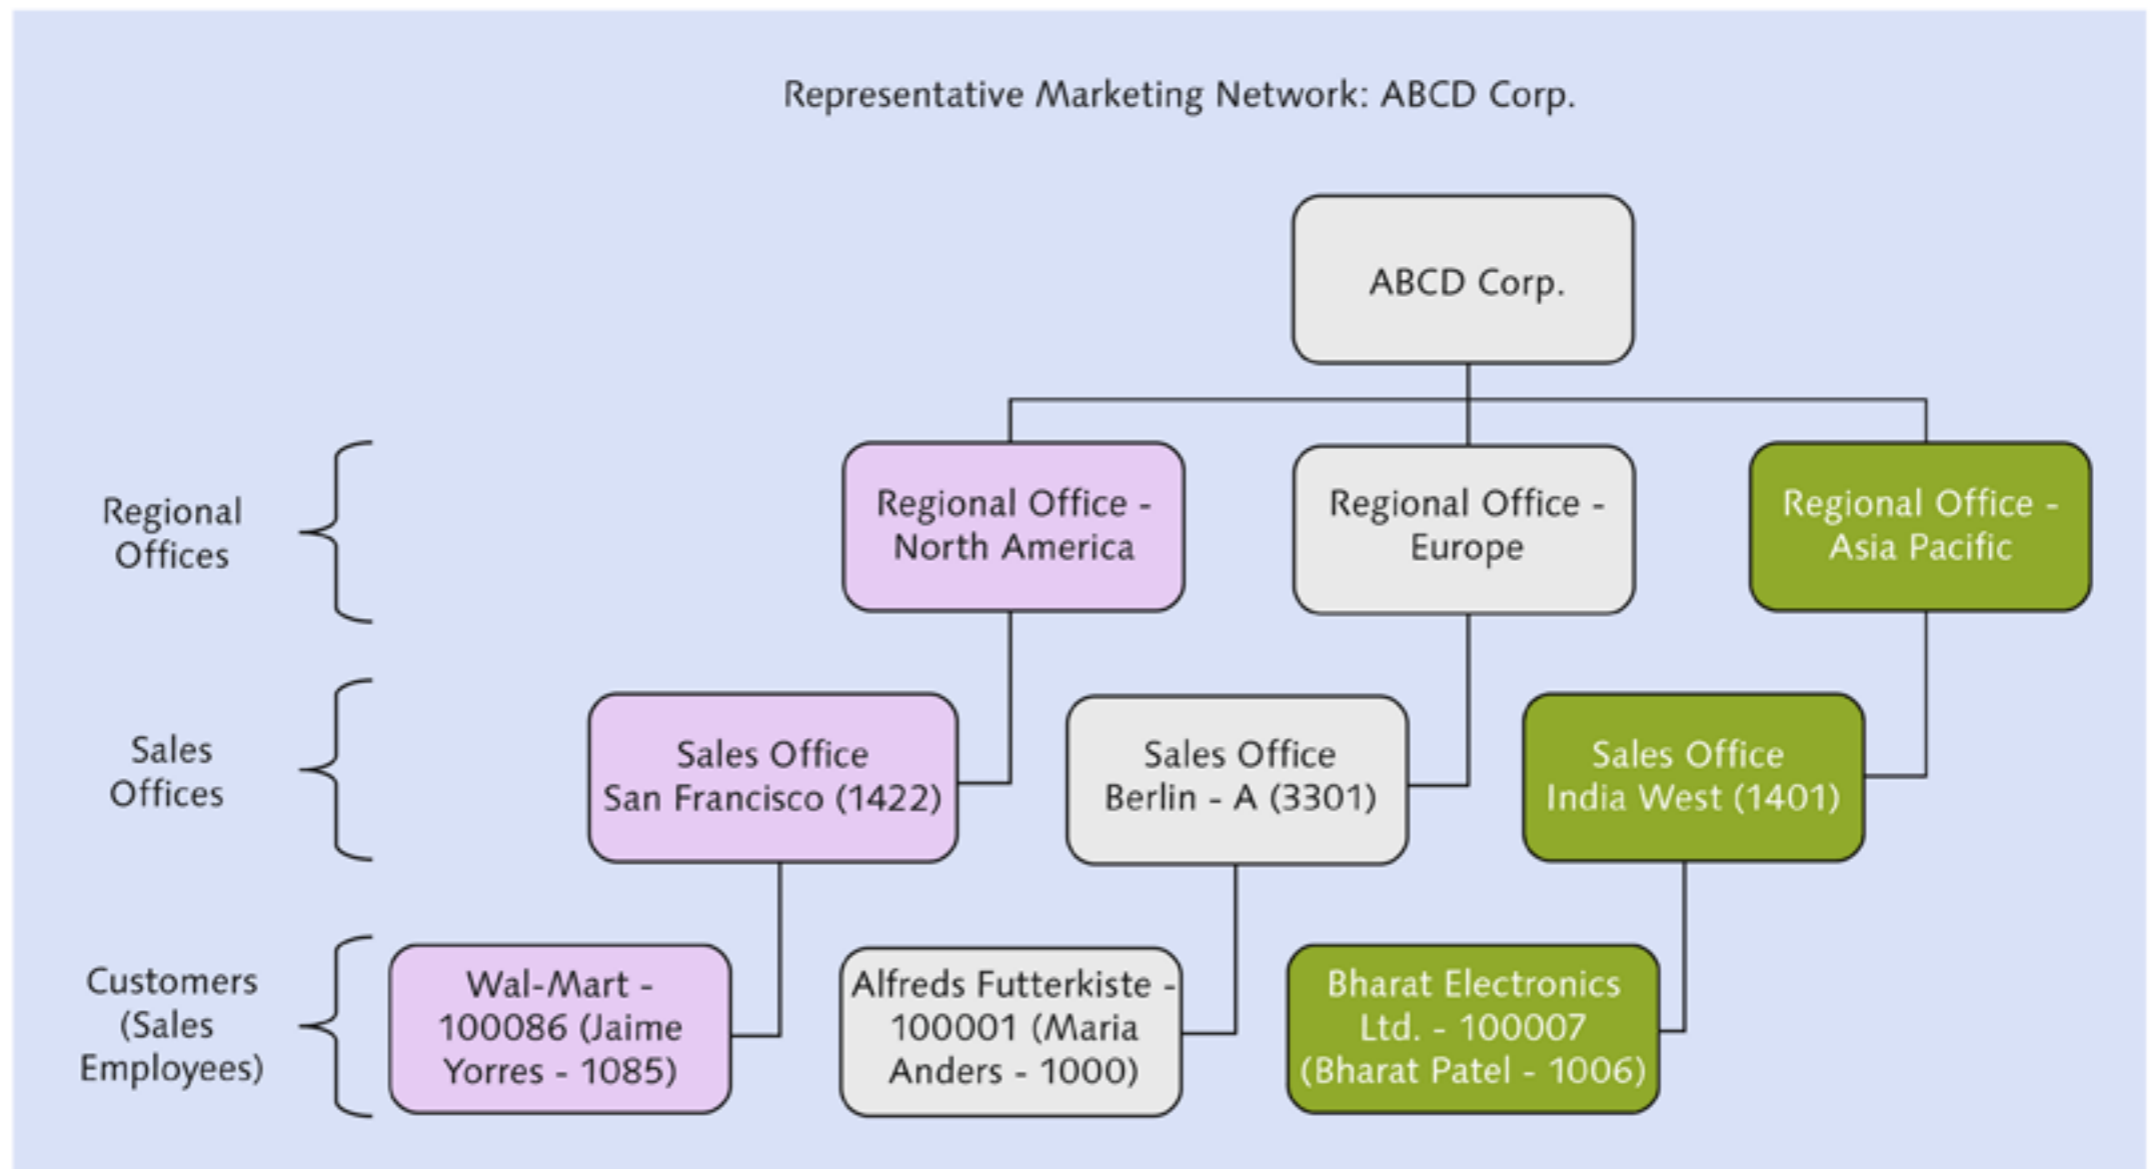 Representative Marketing Network: ABCD Corp.
ABCD Corp.
Regional
Offices
Regional Office -
North America
Regional Office -
Europe
Regional Office -
Asia Pacific
Sales
Offices
Sales Office
San Francisco (1422)
Sales Office
Berlin - A (3301)
Sales Office
India West (1401)
Customers
(Sales
Employees)
Wal-Mart -
100086 (Jaime
Yorres - 1085)
Alfreds Futterkiste -
100001 (Maria
Anders - 1000)
Bharat Electronics
Ltd. - 100007
(Bharat Patel - 1006)